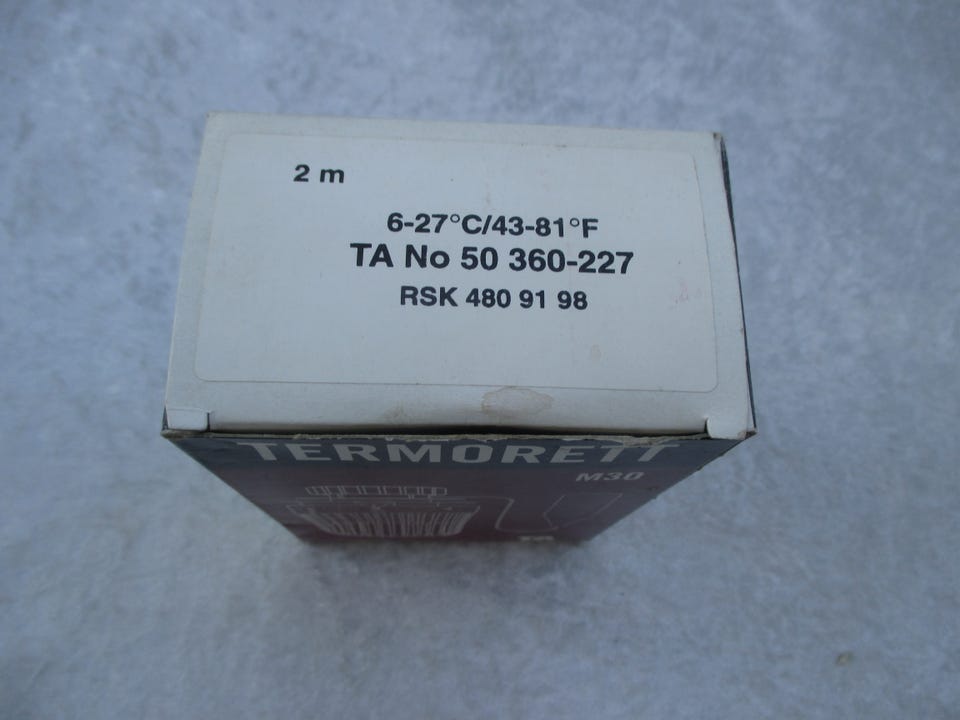 2 m
6-27°C/43-81°F
TA No 50 360-227
RSK 480 91 98
TERMORETT
M30